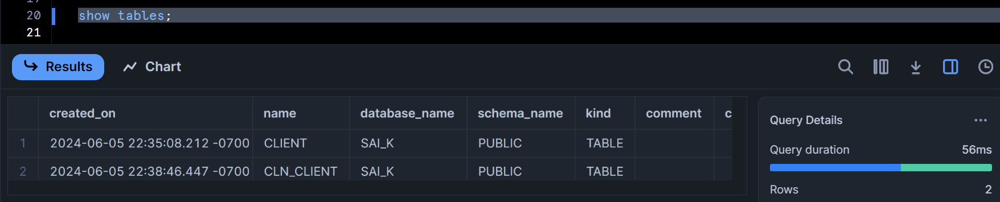 20 show tables;
21
Results Chart
created_on name database_name schema_name kind comment c
1 2024-06-05 22:35:08.212 -0700 CLIENT SAI_K PUBLIC TABLE
2 2024-06-05 22:38:46.447 -0700 CLN_CLIENT SAI_K PUBLIC TABLE
Query Details ...
Query duration 56ms
Rows 2